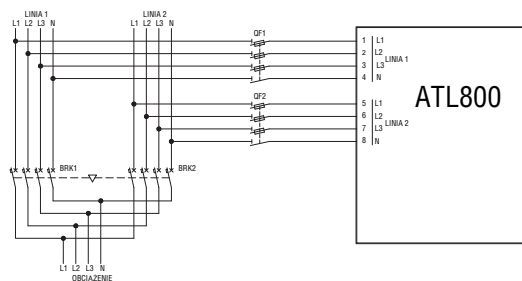 LINIA 1 LINIA 2
L1 L2 L3 N L1 L2 L3 N
QF1
1 L1
2 L2
3 L3
4 N
LINIA 1
QF2
5 L1
6 L2
7 L3
8 N
LINIA 2
ATL800
BRK1 BRK2
L1 L2 L3 N
OBCIĄŻENIE